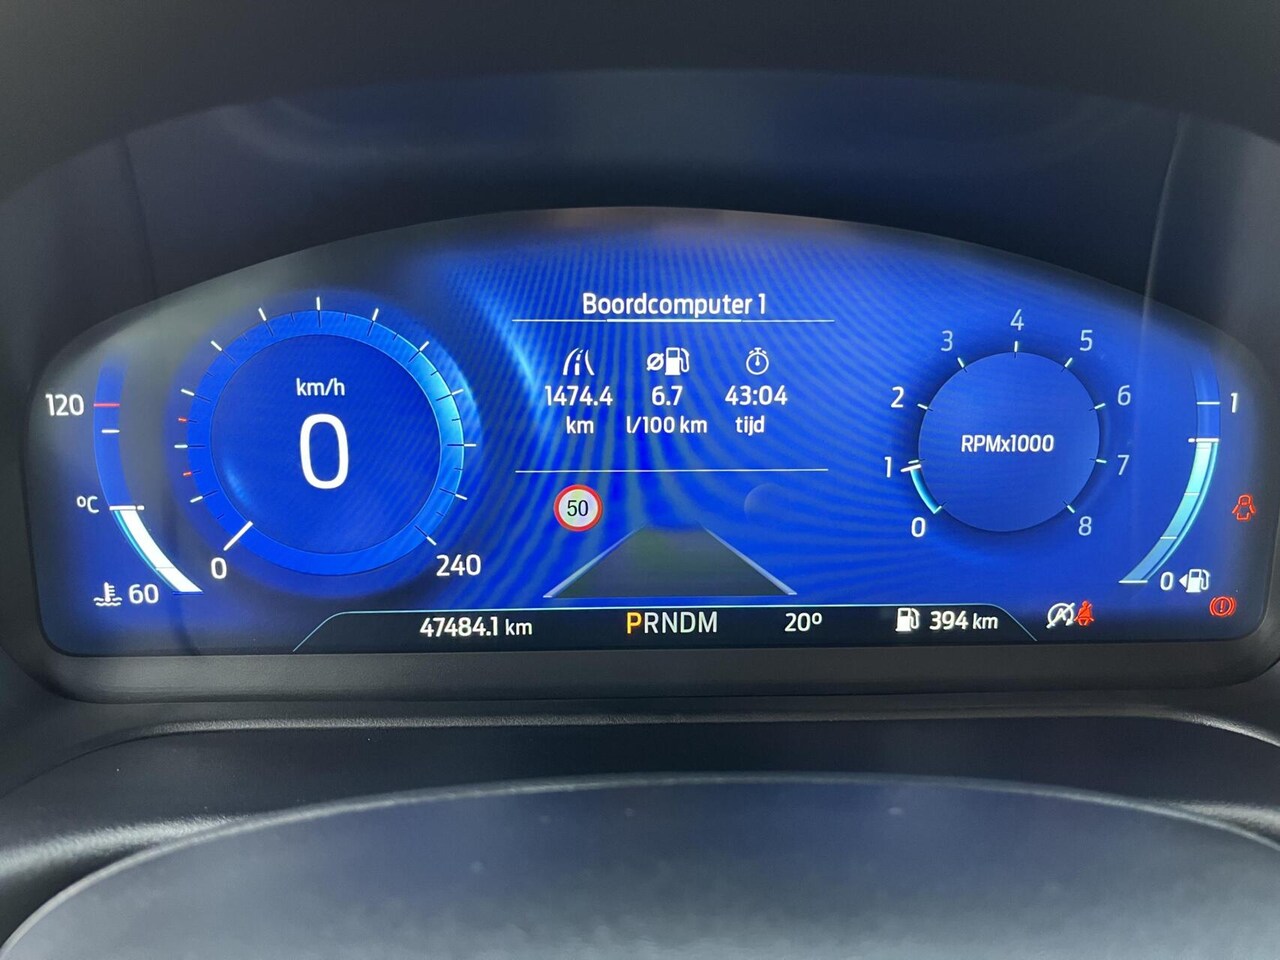 Boordcomputer 1
1474.4 6.7 43:04
km l/100 km tijd
120
°C
60
km/h
0
0 240
50
4
3 5
2 6
RPMx1000
1 7
0 8
1
0
47484.1 km PRNDM 20° 394 km